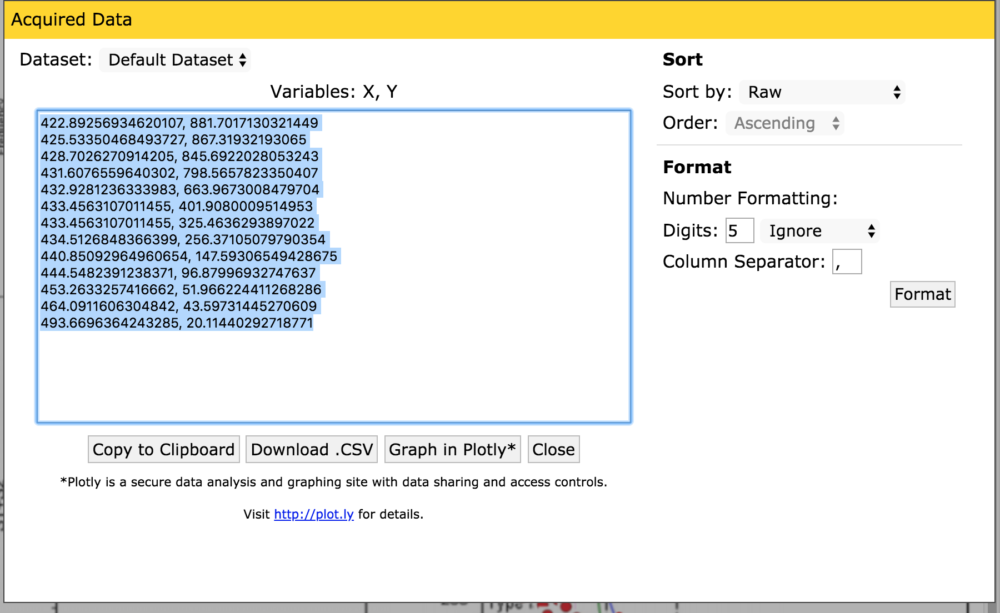 Acquired Data
Dataset: Default Dataset
Variables: X, Y
422.89256934620107, 881.7017130321449
425.53350468493727, 867.31932193065
428.7026270914205, 845.6922028053243
431.6076559640302, 798.5657823350407
432.9281236333983, 663.9673008479704
433.4563107011455, 401.9080009514953
433.4563107011455, 325.4636293897022
434.5126848366399, 256.37105079790354
440.85092964960654, 147.59306549428675
444.5482391238371, 96.87996932747637
453.2633257416662, 51.966224411268286
464.0911606304842, 43.59731445270609
493.6696364243285, 20.11440292718771
Copy to Clipboard Download .CSV Graph in Plotly* Close
*Plotly is a secure data analysis and graphing site with data sharing and access controls.
Visit http://plot.ly for details.
Sort
Sort by: Raw
Order: Ascending
Format
Number Formatting:
Digits: 5 Ignore
Column Separator: ,
Format
Type